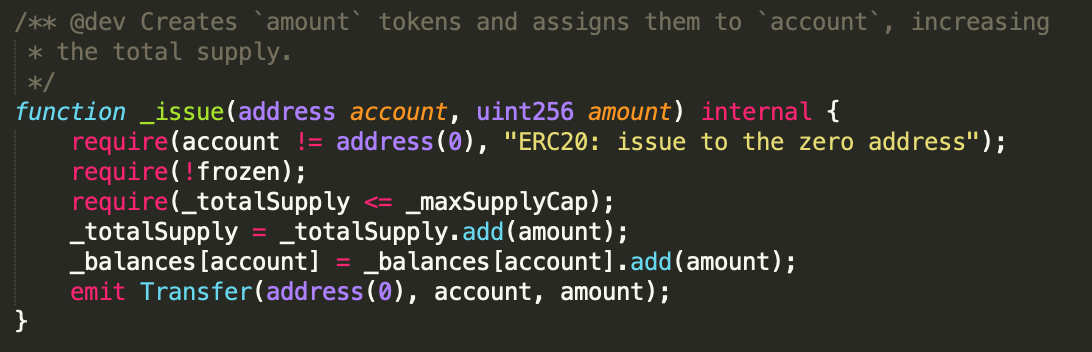 /** @dev Creates `amount` tokens and assigns them to `account`, increasing
 * the total supply.
 */
function _issue(address account, uint256 amount) internal {
    require(account != address(0), "ERC20: issue to the zero address");
    require(!frozen);
    require(_totalSupply <= _maxSupplyCap);
    _totalSupply = _totalSupply.add(amount);
    _balances[account] = _balances[account].add(amount);
    emit Transfer(address(0), account, amount);
}